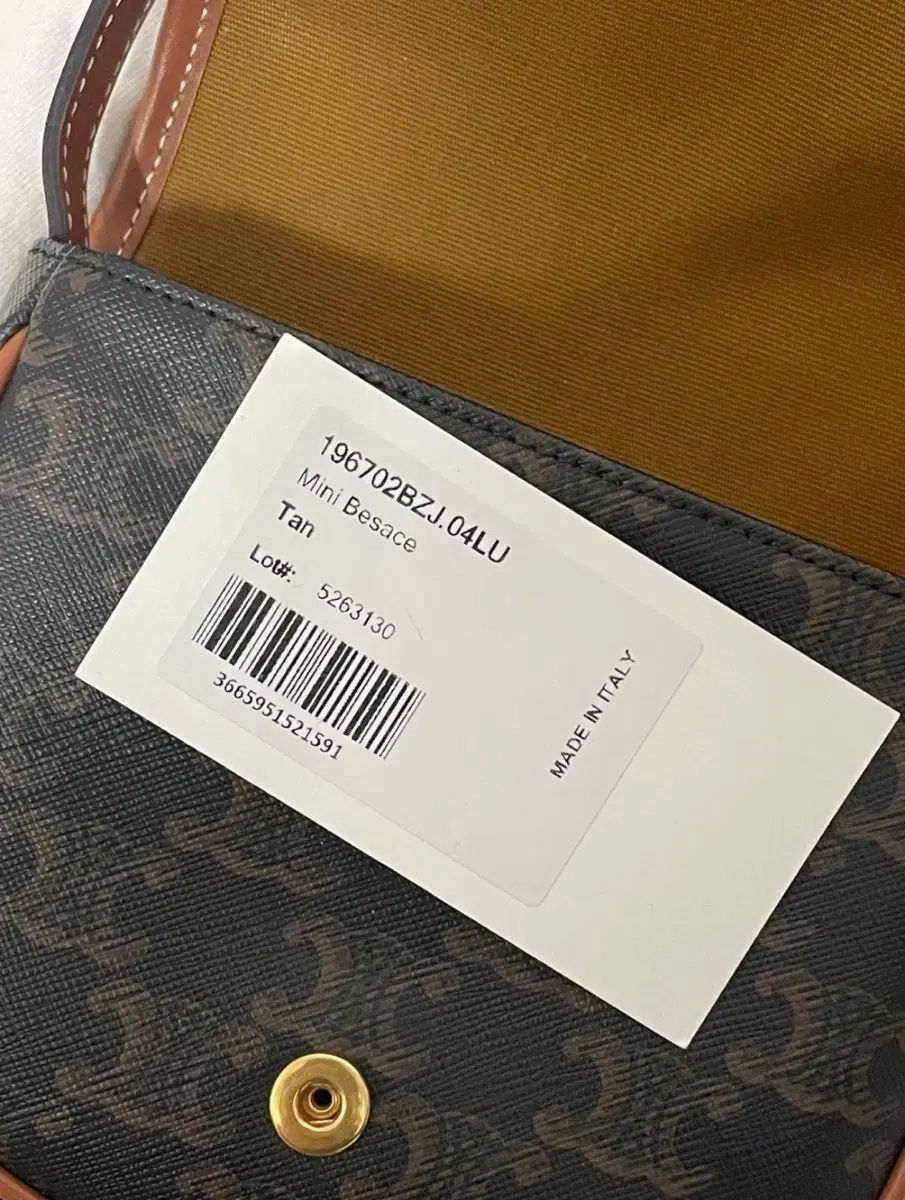 196702BZJ.04LU
Mini Besace
Tan
Lot#: 5263130
3665951521591
MADE IN ITALY